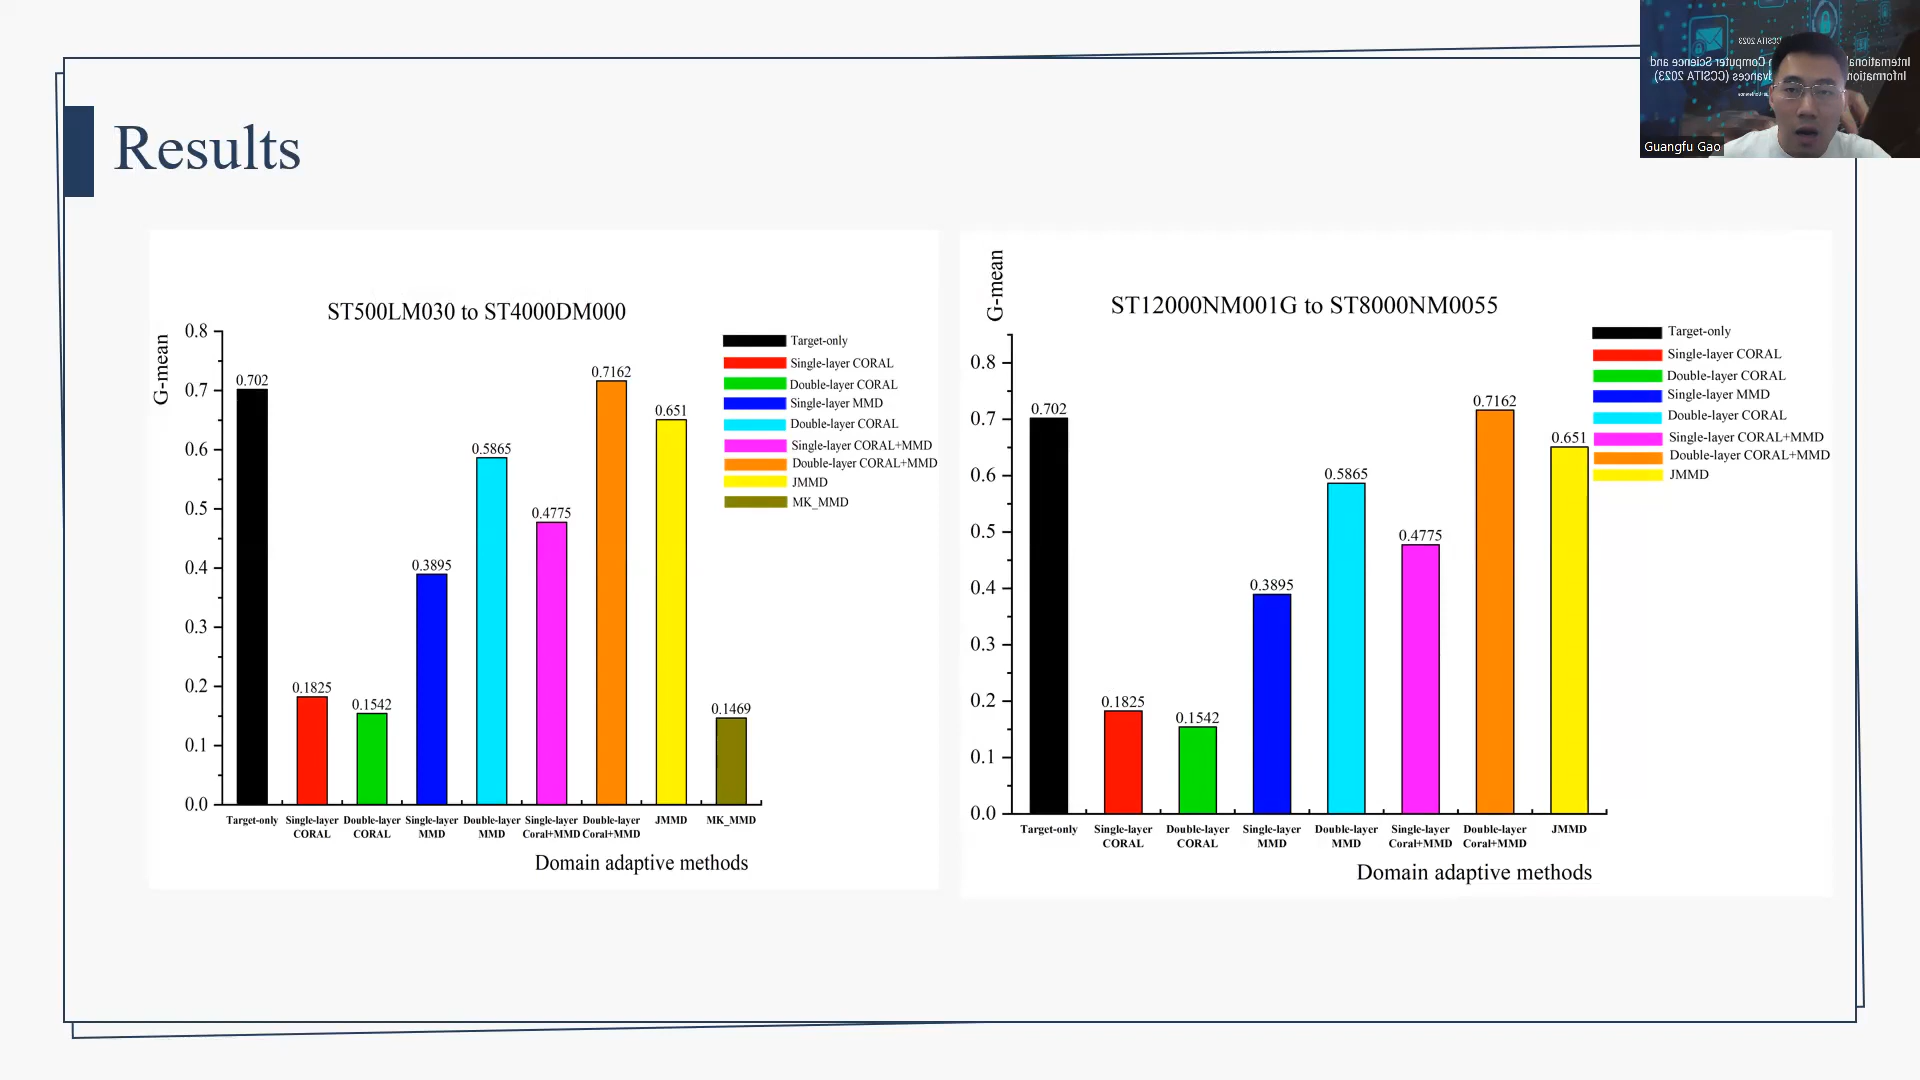 Results
ST500LM030 to ST4000DM000
G-mean
0.8
0.7
0.6
0.5
0.4
0.3
0.2
0.1
0.0
0.702
0.1825
0.1542
0.3895
0.5865
0.4775
0.7162
0.651
0.1469
Target-only
Single-layer CORAL
Double-layer CORAL
Single-layer MMD
Double-layer CORAL
Single-layer CORAL+MMD
Double-layer CORAL+MMD
JMMD
MK_MMD
Target-only Single-layer Double-layer Single-layer Double-layer Single-layer Double-layer JMMD MK_MMD
CORAL CORAL MMD MMD Coral+MMD Coral+MMD
Domain adaptive methods
ST12000NM001G to ST8000NM0055
G-mean
0.8
0.7
0.6
0.5
0.4
0.3
0.2
0.1
0.0
0.702
0.1825
0.1542
0.3895
0.5865
0.4775
0.7162
0.651
Target-only
Single-layer CORAL
Double-layer CORAL
Single-layer MMD
Double-layer CORAL
Single-layer CORAL+MMD
Double-layer CORAL+MMD
JMMD
Target-only Single-layer Double-layer Single-layer Double-layer Single-layer Double-layer JMMD
CORAL CORAL MMD MMD Coral+MMD Coral+MMD
Domain adaptive methods
International Computer Science and
Information (CCSITA 2023)
Guangfu Gao